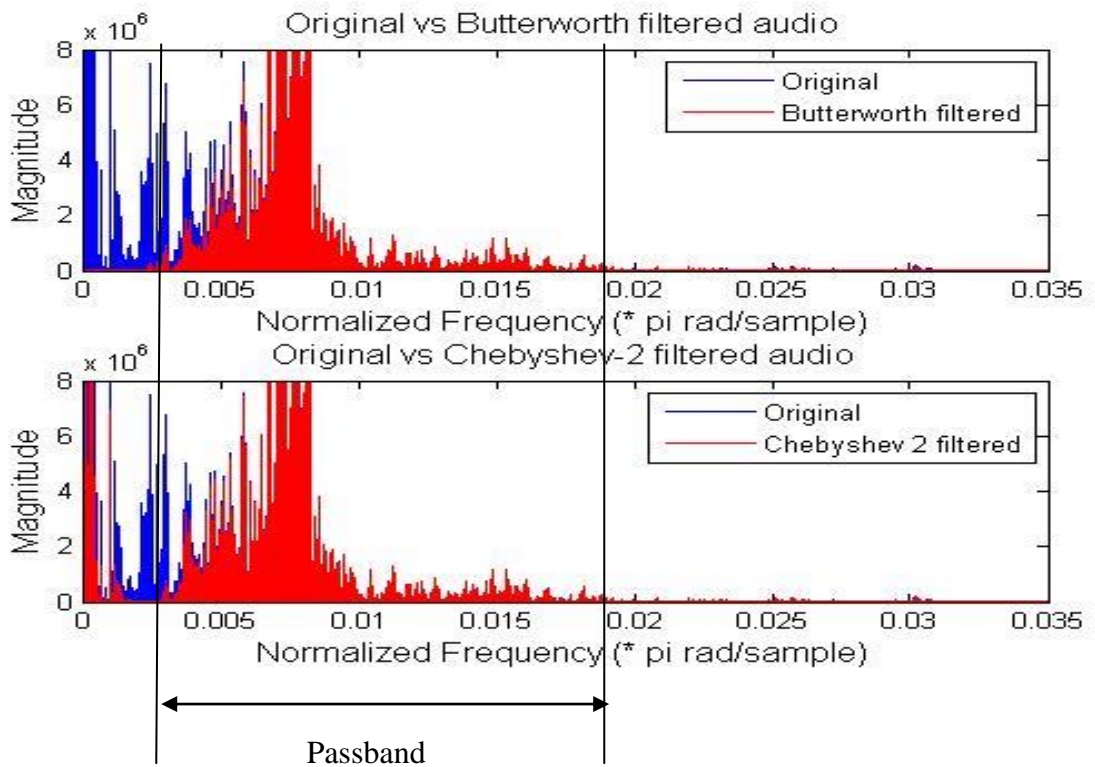 Original vs Butterworth filtered audio
x 10^6
8
6
4
2
0
Magnitude
Original
Butterworth filtered
0 0.005 0.01 0.015 0.02 0.025 0.03 0.035
Normalized Frequency (* pi rad/sample)
Original vs Chebyshev-2 filtered audio
x 10^6
8
6
4
2
0
Magnitude
Original
Chebyshev 2 filtered
0 0.005 0.01 0.015 0.02 0.025 0.03 0.035
Normalized Frequency (* pi rad/sample)
Passband